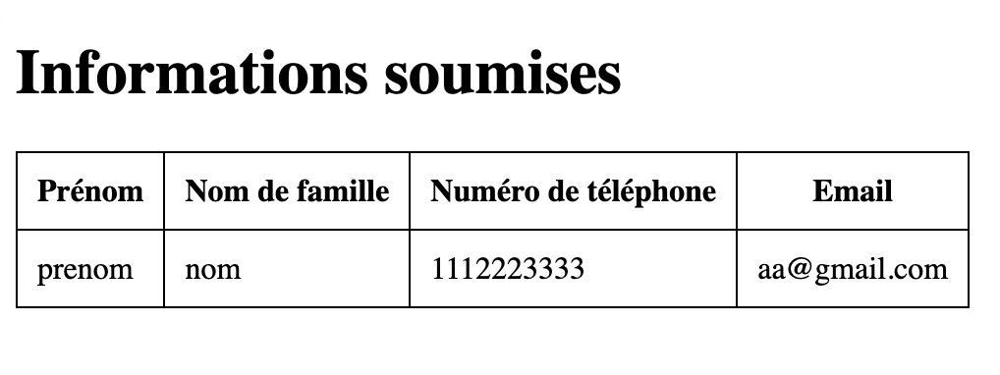 Informations soumises
Prénom Nom de famille Numéro de téléphone Email
prenom nom 1112223333 aa@gmail.com